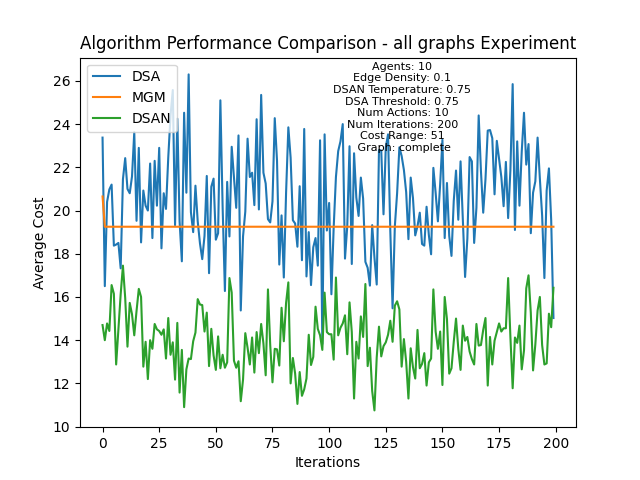 Algorithm Performance Comparison - all graphs Experiment
DSA
MGM
DSAN
Agents: 10
Edge Density: 0.1
DSAN Temperature: 0.75
DSA Threshold: 0.75
Num Actions: 10
Num Iterations: 200
Cost Range: 51
Graph: complete
Average Cost
26
24
22
20
18
16
14
12
10
0
25
50
75
100
125
150
175
200
Iterations